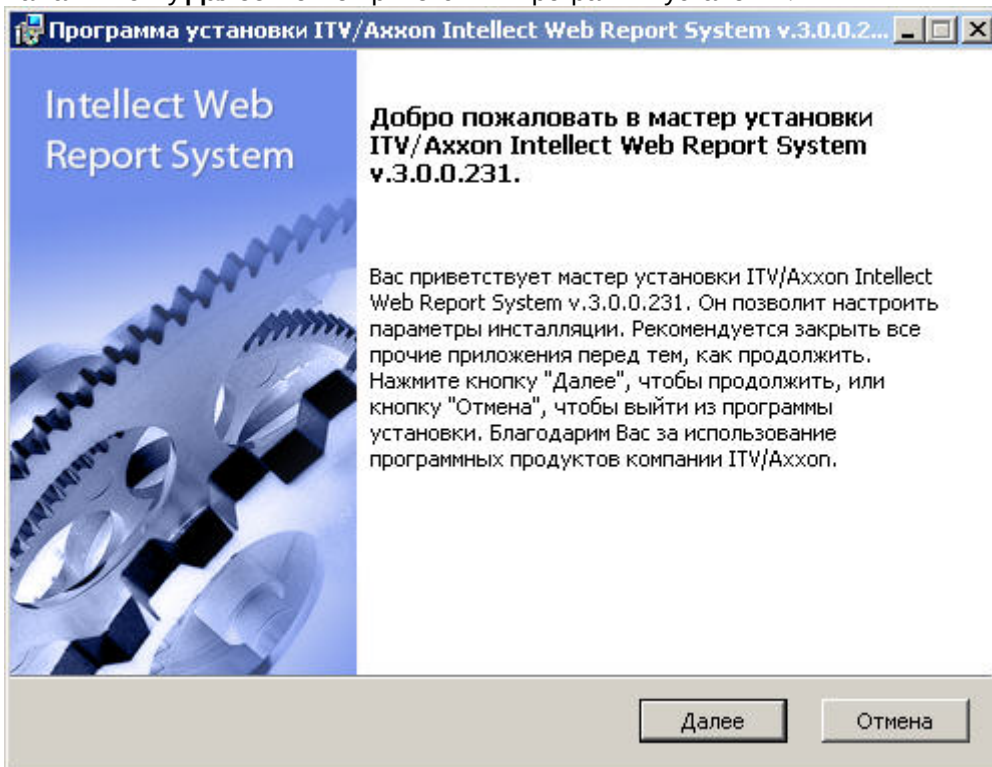 Программа установки ITV/Axxon Intellect Web Report System v.3.0.0.2...
Intellect Web
Report System
Добро пожаловать в мастер установки
ITV/Axxon Intellect Web Report System
v.3.0.0.231.
Вас приветствует мастер установки ITV/Axxon Intellect
Web Report System v.3.0.0.231. Он позволит настроить
параметры инсталляции. Рекомендуется закрыть все
прочие приложения перед тем, как продолжить.
Нажмите кнопку "Далее", чтобы продолжить, или
кнопку "Отмена", чтобы выйти из программы
установки. Благодарим Вас за использование
программных продуктов компании ITV/Axxon.
Далее
Отмена